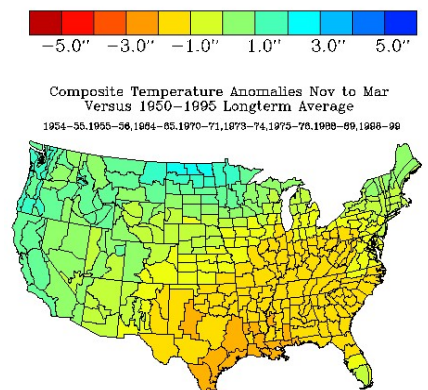 −5.0″ −3.0″ −1.0″ 1.0″ 3.0″ 5.0″
Composite Temperature Anomalies Nov to Mar
Versus 1950−1995 Longterm Average
1954−55,1955−56,1964−65,1970−71,1973−74,1975−76,1988−89,1998−99